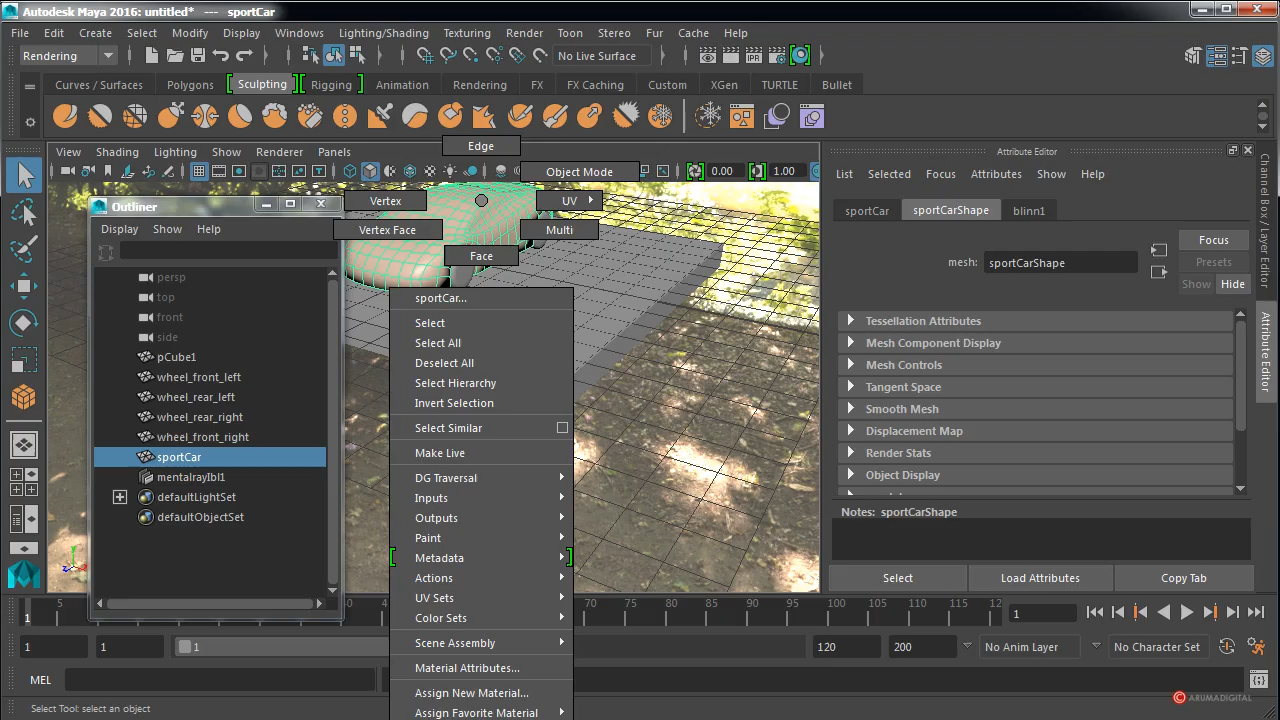 Autodesk Maya 2016: untitled* --- sportCar
File Edit Create Select Modify Display Windows Lighting/Shading Texturing Render Toon Stereo Fur Cache Help
Rendering No Live Surface IPR
Curves / Surfaces Polygons Sculpting Rigging Animation Rendering FX FX Caching Custom XGen TURTLE Bullet
View Shading Lighting Show Renderer Panels
0.00 1.00
Edge
Object Mode
Vertex UV
Vertex Face Multi
Face
Outliner
Display Show Help
persp
top
front
side
pCube1
wheel_front_left
wheel_rear_left
wheel_rear_right
wheel_front_right
sportCar
mentalrayIbl1
defaultLightSet
defaultObjectSet
sportCar...
Select
Select All
Deselect All
Select Hierarchy
Invert Selection
Select Similar
Make Live
DG Traversal
Inputs
Outputs
Paint
Metadata
Actions
UV Sets
Color Sets
Scene Assembly
Material Attributes...
Assign New Material...
Assign Favorite Material
Attribute Editor
List Selected Focus Attributes Show Help
sportCar sportCarShape blinn1
mesh: sportCarShape
Focus
Presets
Show Hide
Tessellation Attributes
Mesh Component Display
Mesh Controls
Tangent Space
Smooth Mesh
Displacement Map
Render Stats
Object Display
Notes: sportCarShape
Select Load Attributes Copy Tab
Channel Box / Layer Editor
Attribute Editor
y
z
1 5 70 75 80 85 90 95 100 105 110 115 12 1
1 1 1 120 200 No Anim Layer No Character Set
MEL
Select Tool: select an object
© ARUMADIGITAL